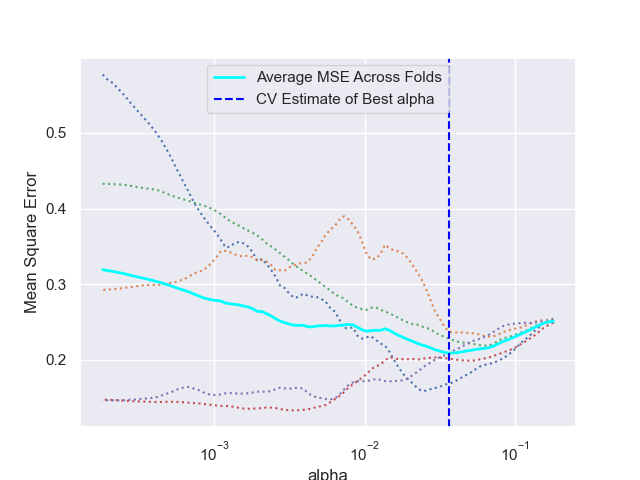 Average MSE Across Folds
CV Estimate of Best alpha
Mean Square Error
0.5
0.4
0.3
0.2
10⁻³
10⁻²
10⁻¹
alpha